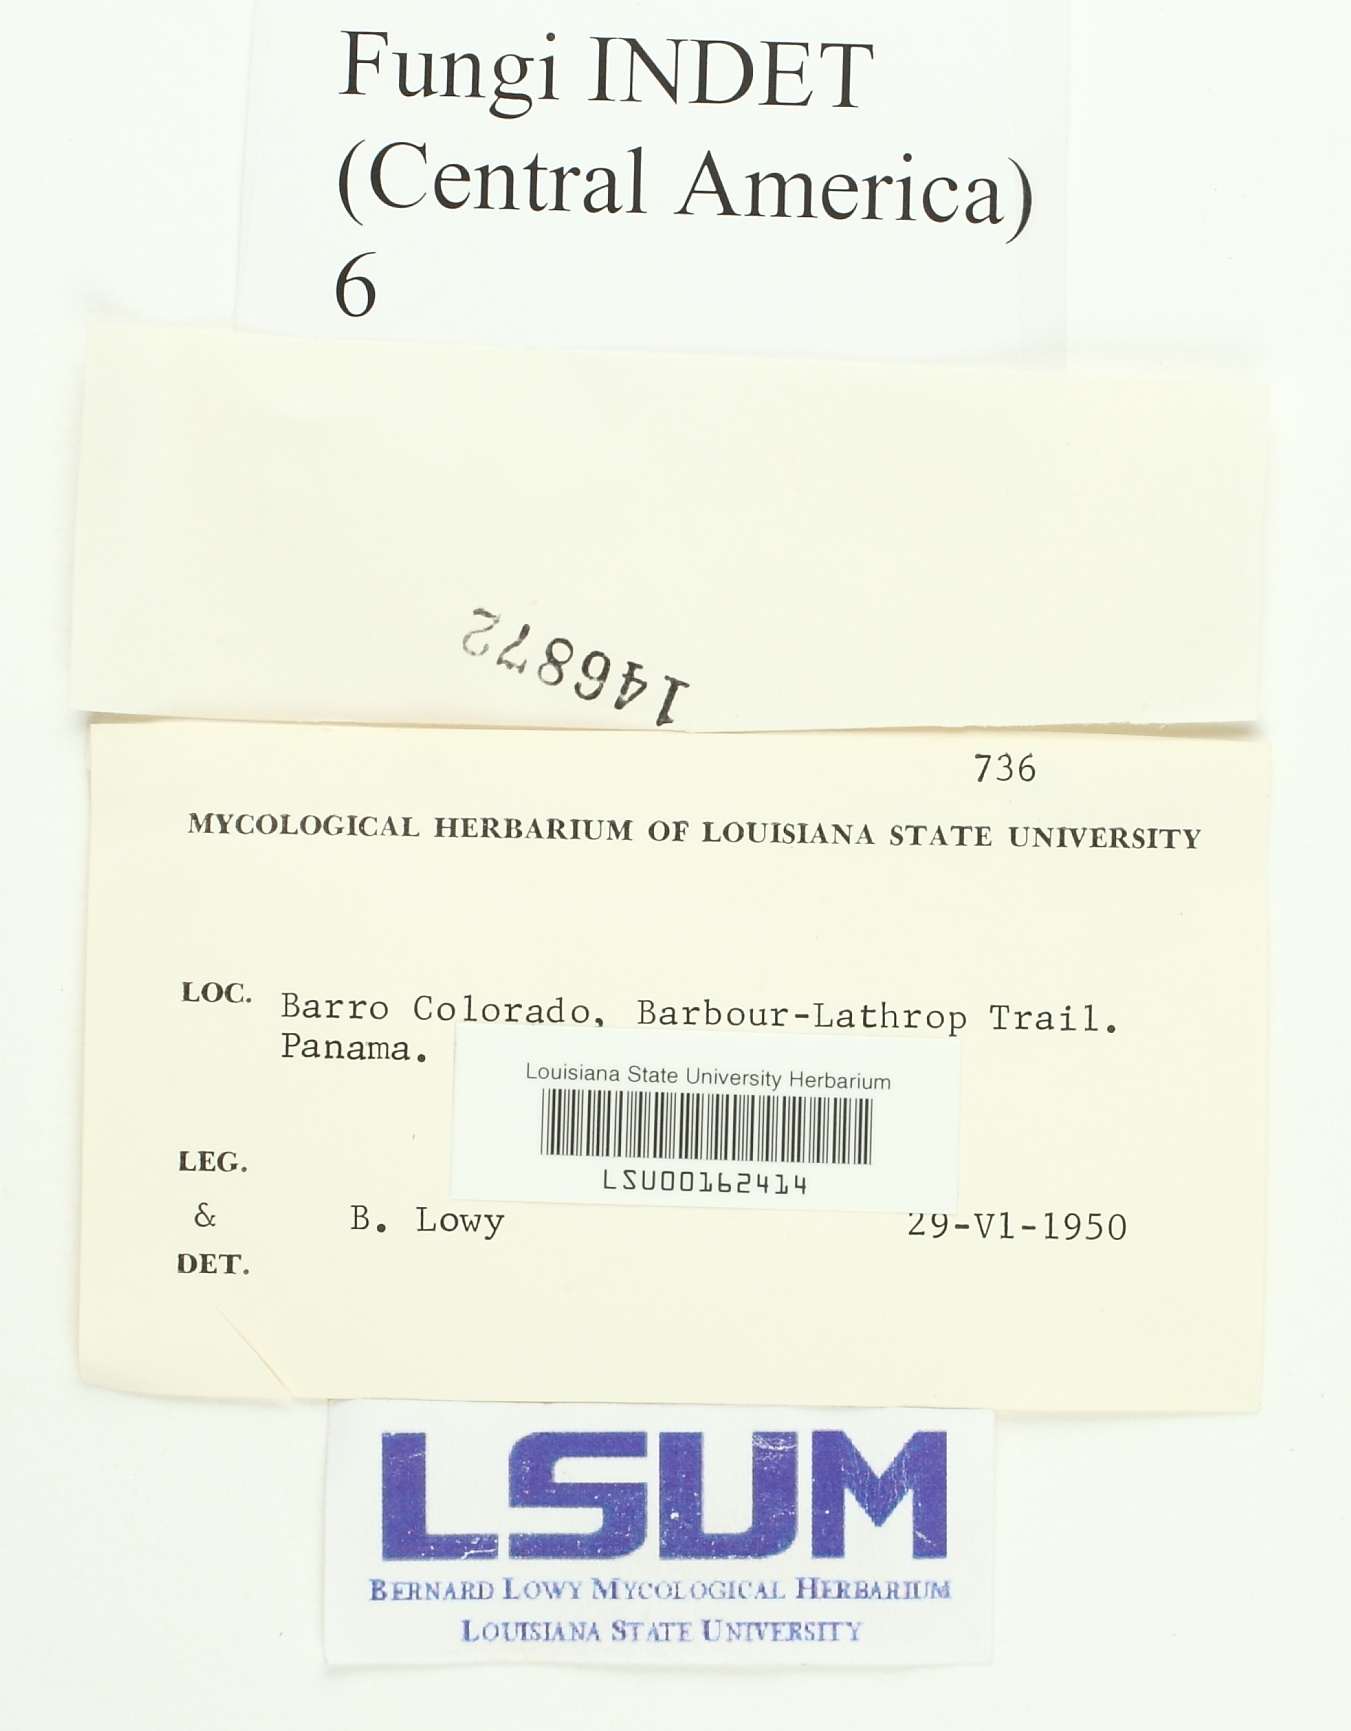 Fungi INDET
(Central America)
6
146872
736
MYCOLOGICAL HERBARIUM OF LOUISIANA STATE UNIVERSITY
LOC. Barro Colorado, Barbour-Lathrop Trail.
Panama.
Louisiana State University Herbarium
LSU00162414
LEG.
& B. Lowy 29-V1-1950
DET.
LSUM
BERNARD LOWY MYCOLOGICAL HERBARIUM
LOUISIANA STATE UNIVERSITY